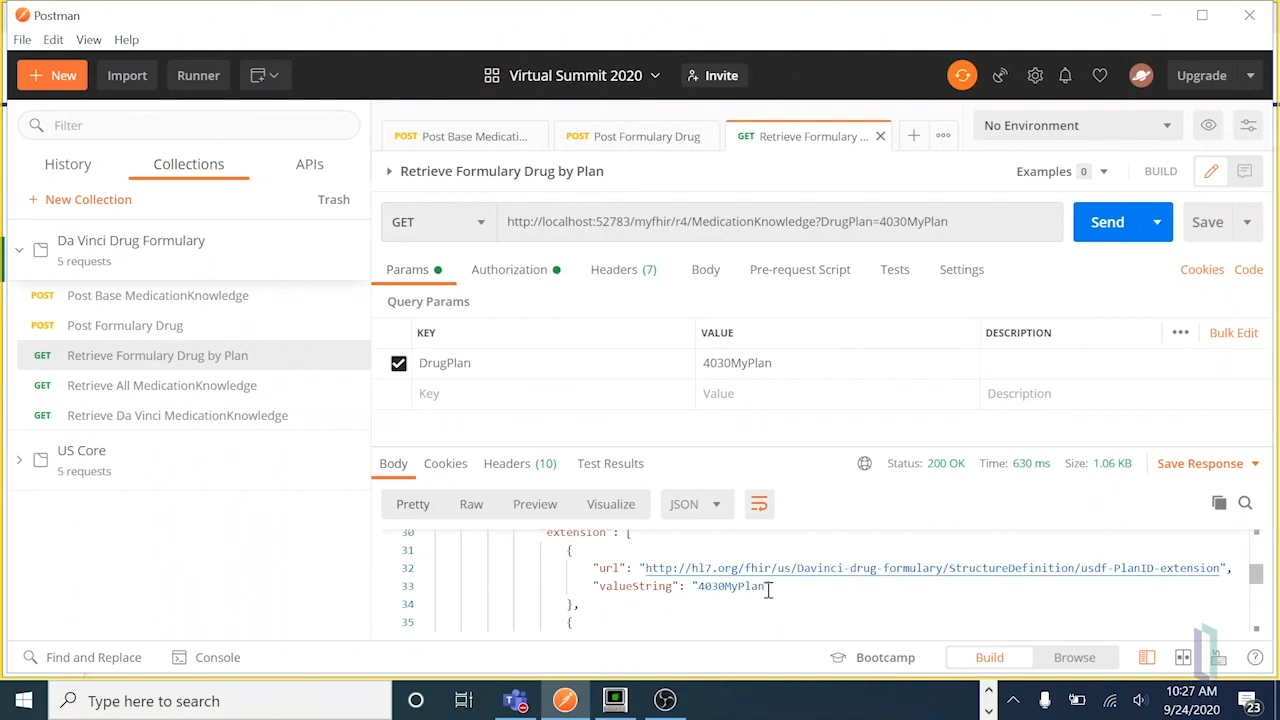 Postman
File Edit View Help
New Import Runner Virtual Summit 2020 Invite Upgrade
Filter
History Collections APIs
+ New Collection Trash
Da Vinci Drug Formulary
5 requests
POST Post Base MedicationKnowledge
POST Post Formulary Drug
GET Retrieve Formulary Drug by Plan
GET Retrieve All MedicationKnowledge
GET Retrieve Da Vinci MedicationKnowledge
US Core
5 requests
POST Post Base Medicati... POST Post Formulary Drug GET Retrieve Formulary ... No Environment
Retrieve Formulary Drug by Plan Examples 0 BUILD
GET http://localhost:52783/myfhir/r4/MedicationKnowledge?DrugPlan=4030MyPlan Send Save
Params Authorization Headers (7) Body Pre-request Script Tests Settings Cookies Code
Query Params
KEY VALUE DESCRIPTION Bulk Edit
DrugPlan 4030MyPlan
Key Value Description
Body Cookies Headers (10) Test Results Status: 200 OK Time: 630 ms Size: 1.06 KB Save Response
Pretty Raw Preview Visualize JSON
30 "extension": [
31 {
32 "url": "http://hl7.org/fhir/us/Davinci-drug-formulary/StructureDefinition/usdf-PlanID-extension",
33 "valueString": "4030MyPlan"
34 },
35 {
Find and Replace Console Bootcamp Build Browse
Type here to search
10:27 AM
9/24/2020
23